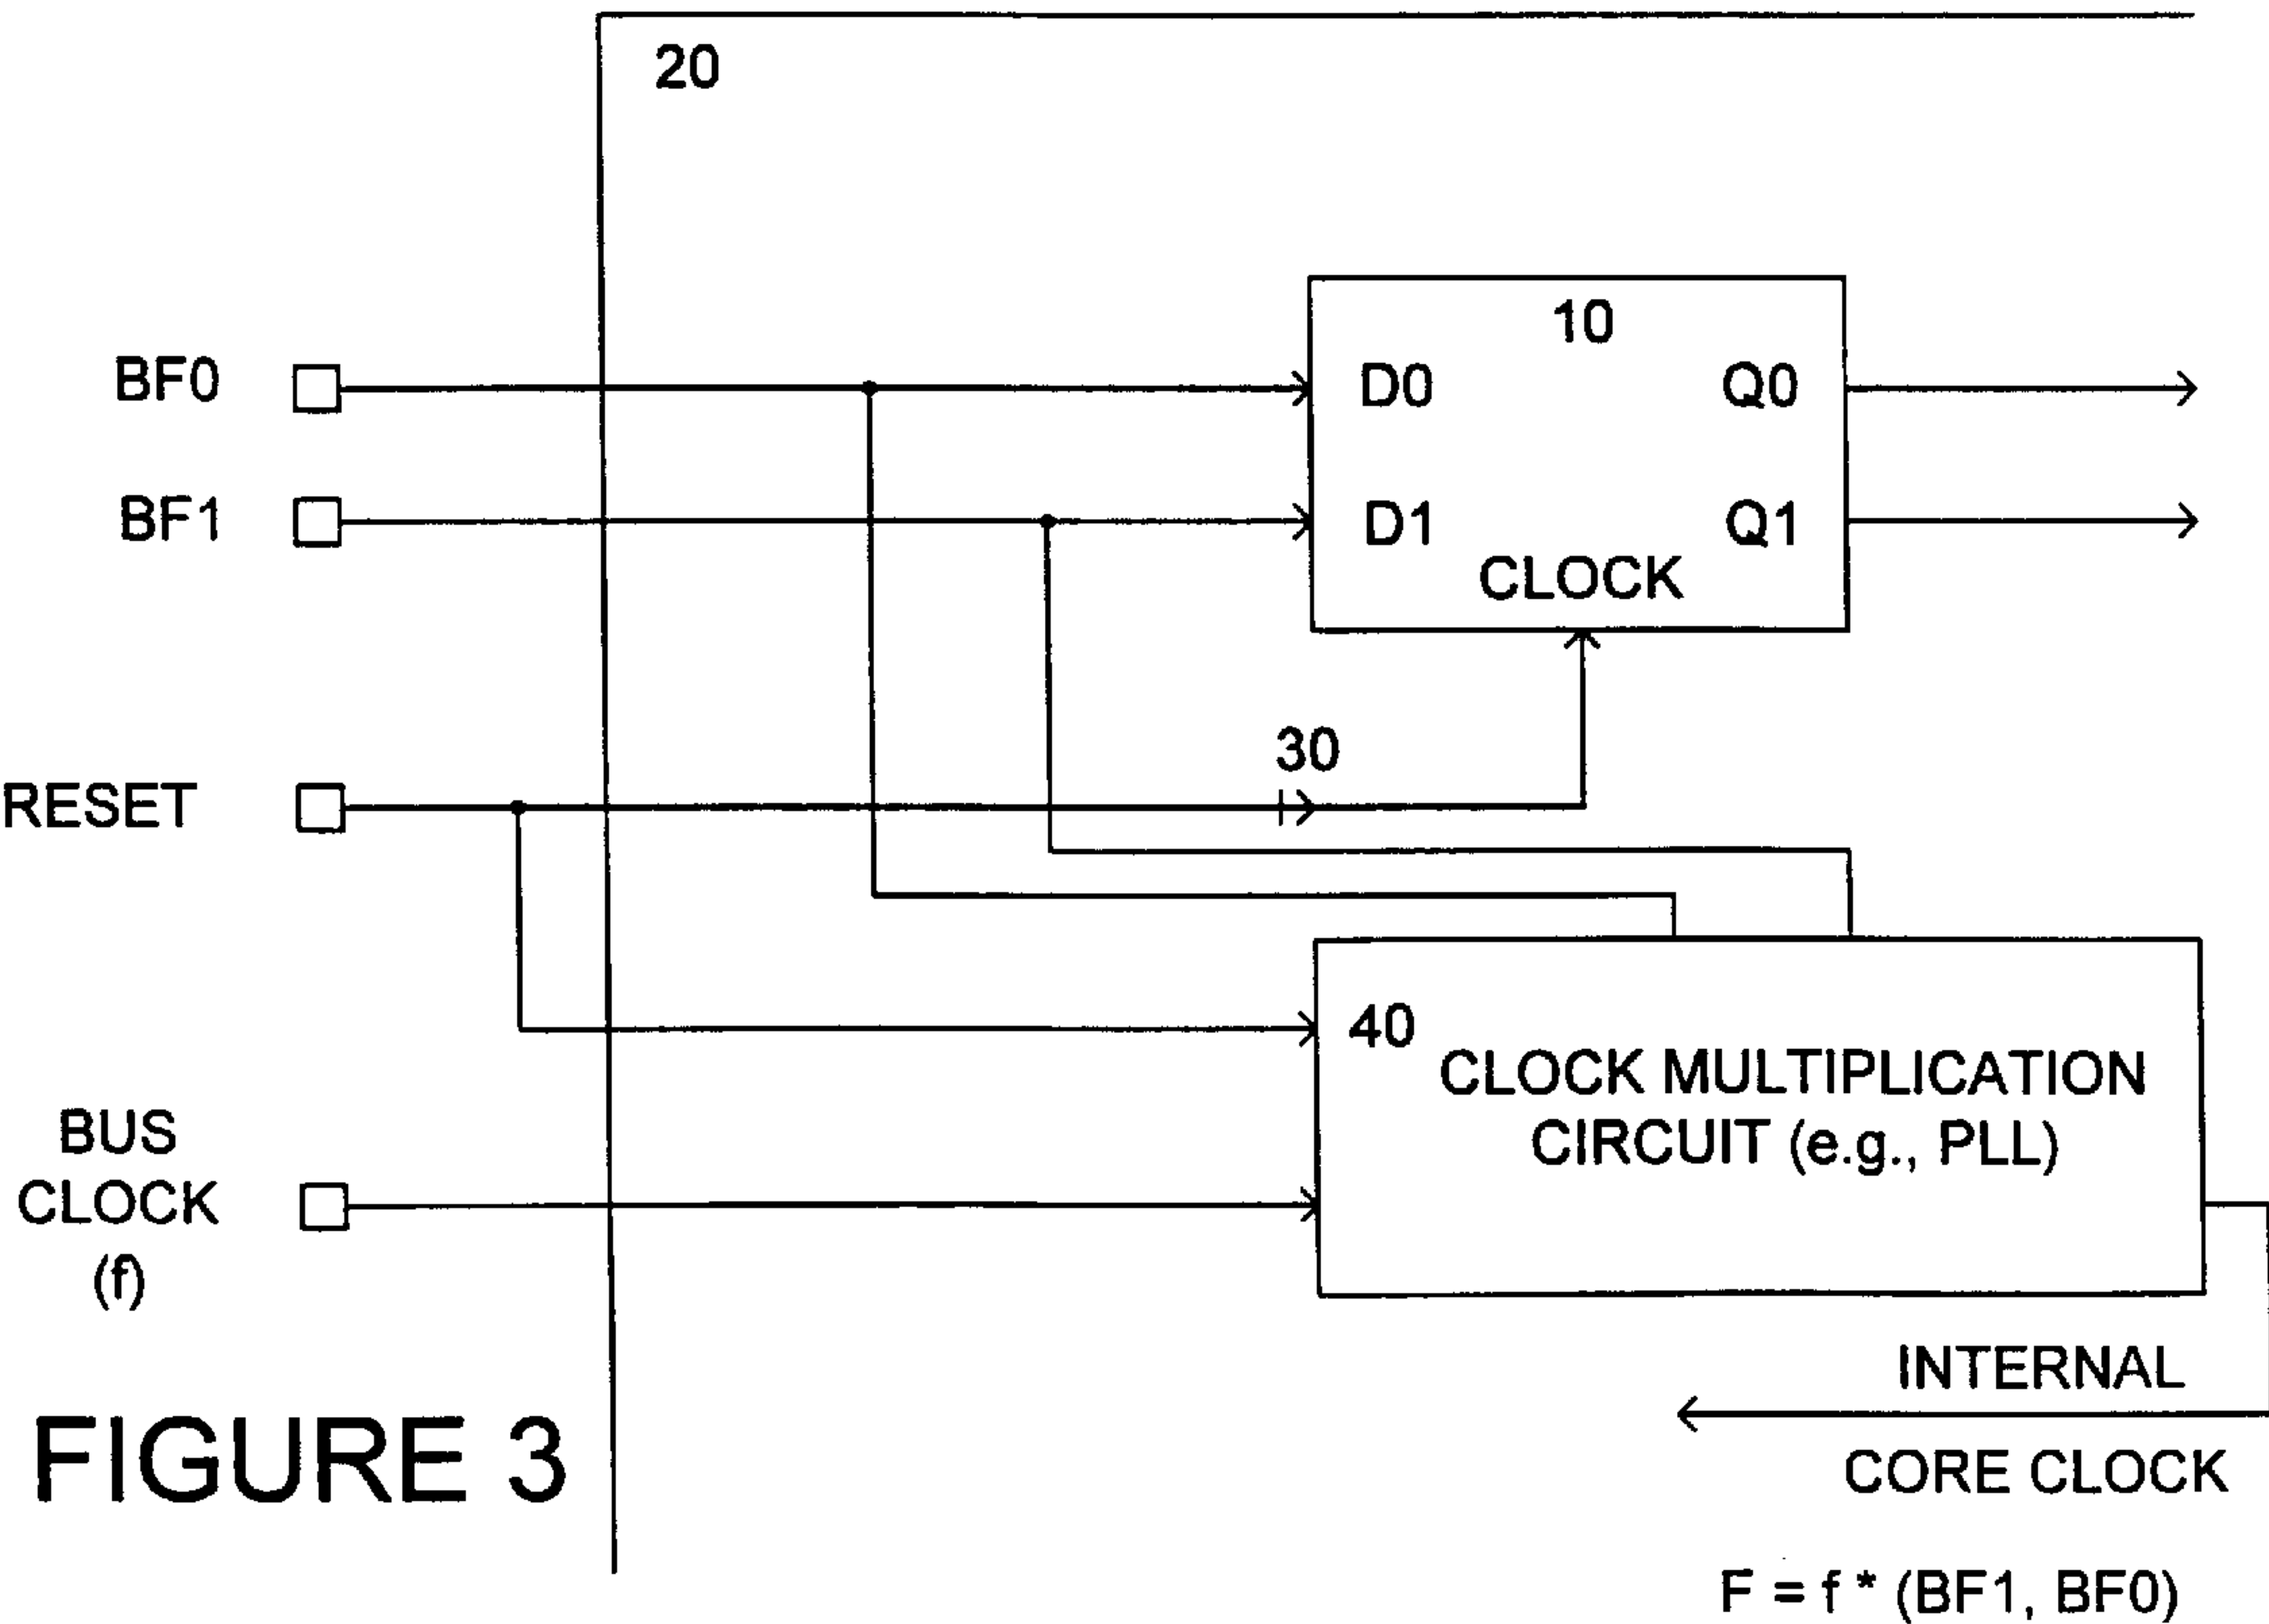 20
10
BF0
D0
Q0
BF1
D1
Q1
CLOCK
30
RESET
40
CLOCK MULTIPLICATION
CIRCUIT (e.g., PLL)
BUS
CLOCK
(f)
INTERNAL
CORE CLOCK
FIGURE 3
F = f * (BF1, BF0)